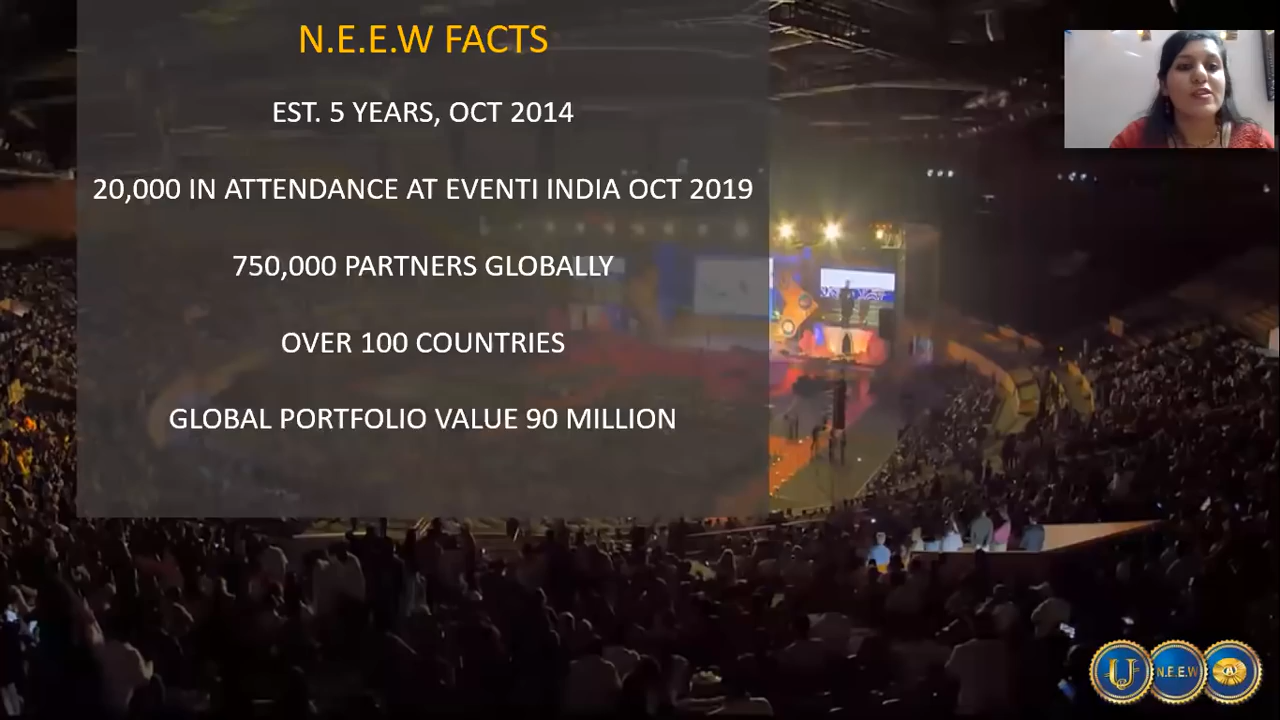 N.E.E.W FACTS
EST. 5 YEARS, OCT 2014
20,000 IN ATTENDANCE AT EVENTI INDIA OCT 2019
750,000 PARTNERS GLOBALLY
OVER 100 COUNTRIES
GLOBAL PORTFOLIO VALUE 90 MILLION
N.E.E.W